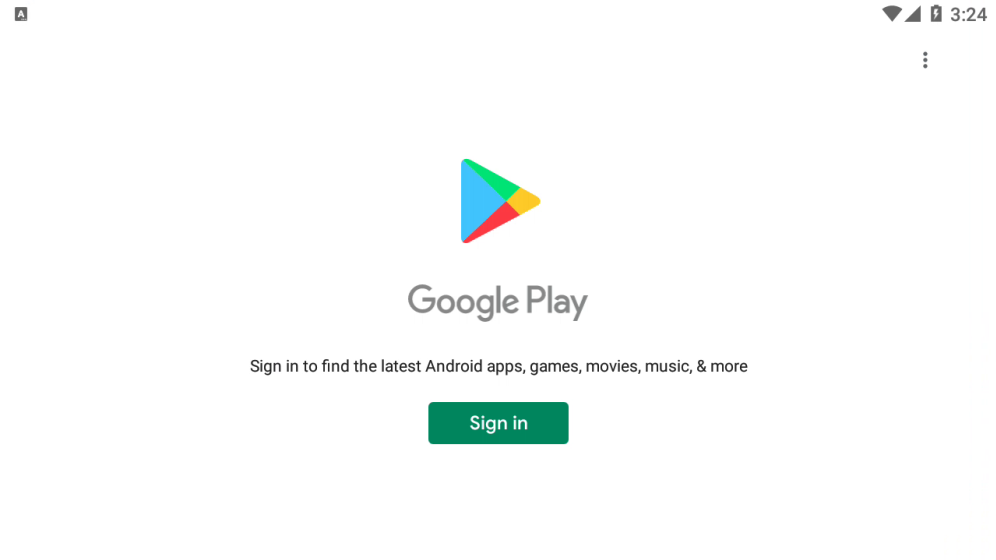 A
3:24
Google Play
Sign in to find the latest Android apps, games, movies, music, & more
Sign in